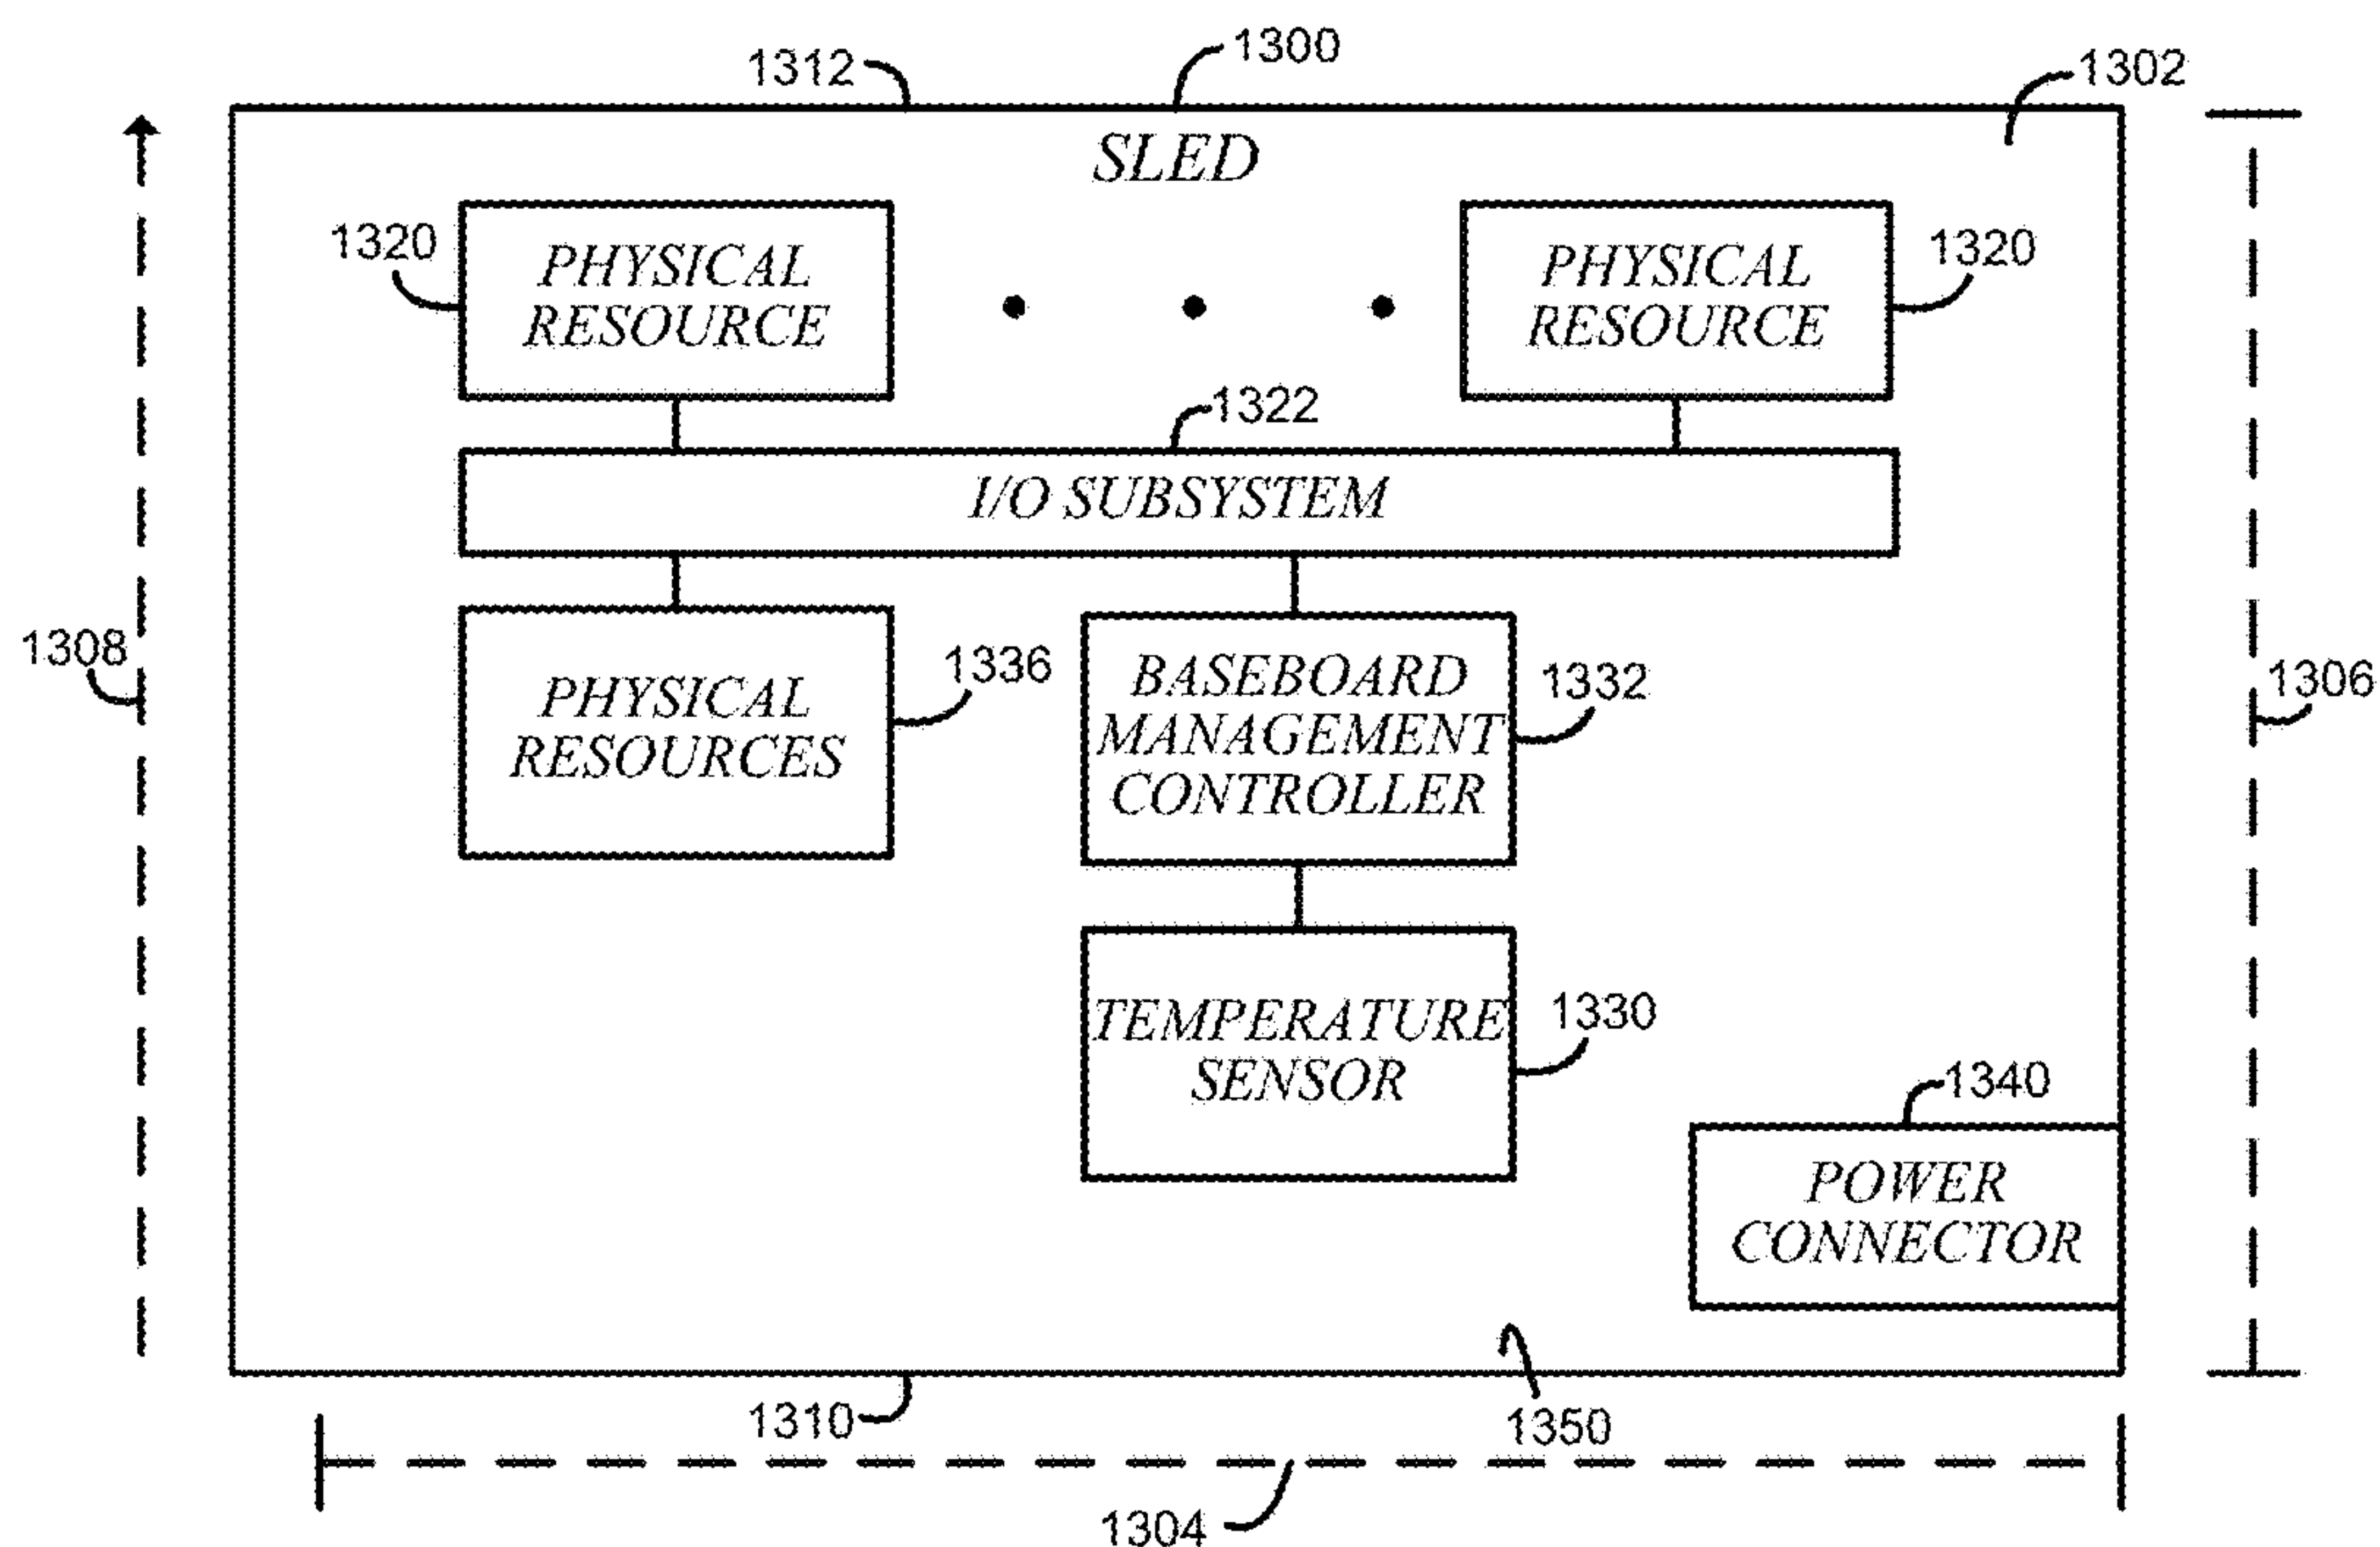 1312
1300
1302
SLED
1320
PHYSICAL
RESOURCE
PHYSICAL
RESOURCE
1320
1322
I/O SUBSYSTEM
1308
PHYSICAL
RESOURCES
1336
BASEBOARD
MANAGEMENT
CONTROLLER
1332
1306
TEMPERATURE
SENSOR
1330
1340
POWER
CONNECTOR
1310
1350
1304